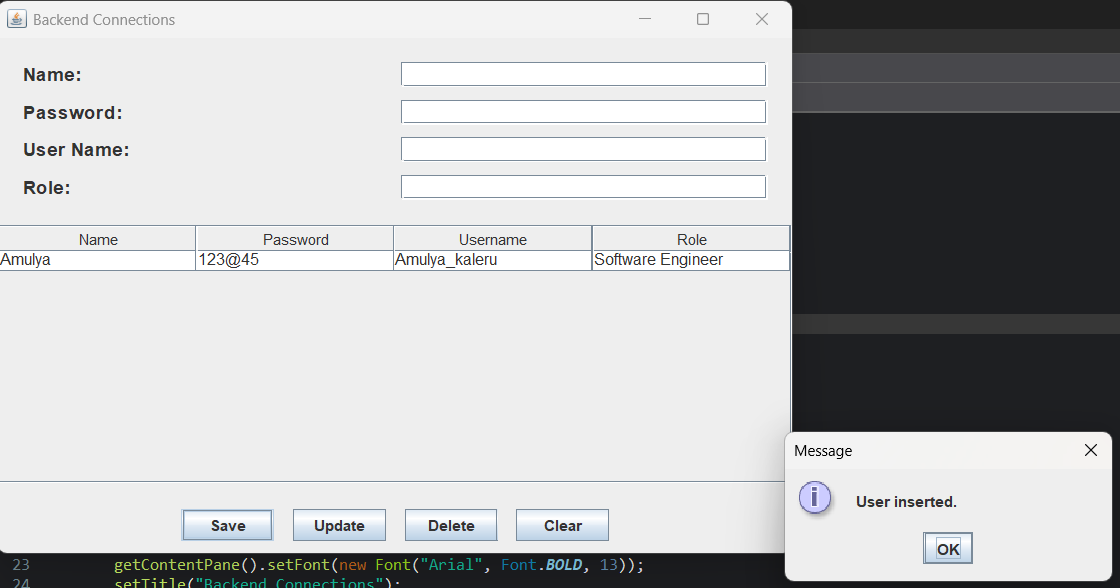 Backend Connections
Name:
Password:
User Name:
Role:
Name Password Username Role
Amulya 123@45 Amulya_kaleru Software Engineer
Save Update Delete Clear
Message
User inserted.
OK
23 getContentPane().setFont(new Font("Arial", Font.BOLD, 13));
24 setTitle("Backend Connections");